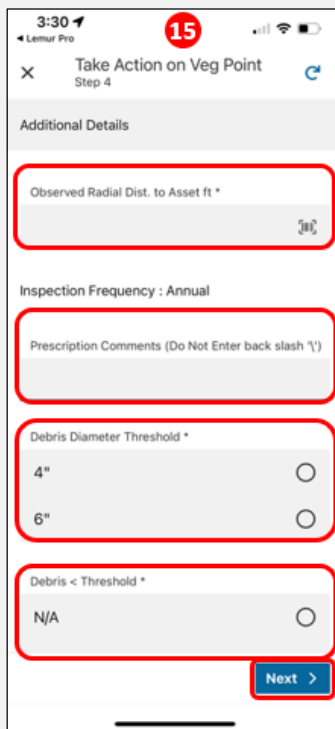 3:30
15
Lemur Pro
Take Action on Veg Point
Step 4
Additional Details
Observed Radial Dist. to Asset ft *
Inspection Frequency : Annual
Prescription Comments (Do Not Enter back slash '\')
Debris Diameter Threshold *
4"
6"
Debris < Threshold *
N/A
Next